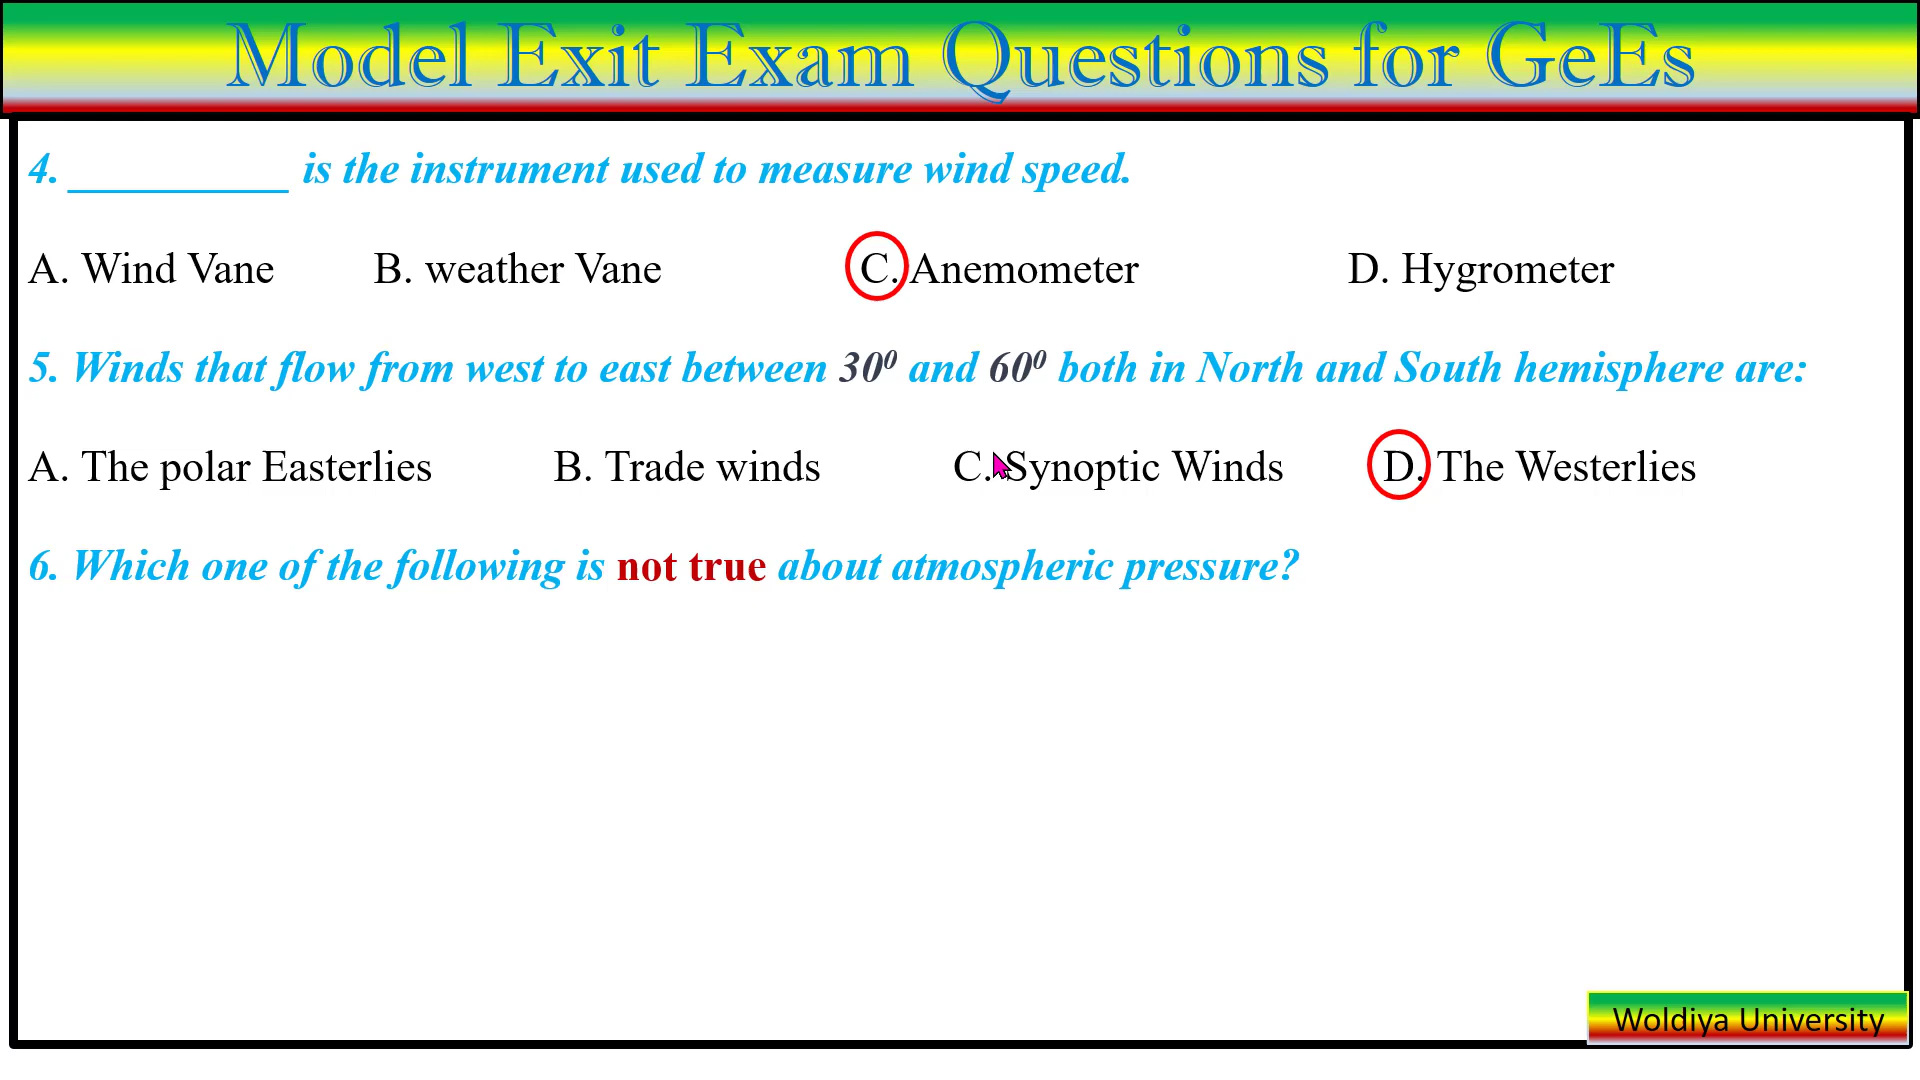 Model Exit Exam Questions for GeEs
4. __________ is the instrument used to measure wind speed.
A. Wind Vane B. weather Vane C. Anemometer D. Hygrometer
5. Winds that flow from west to east between 30⁰ and 60⁰ both in North and South hemisphere are:
A. The polar Easterlies B. Trade winds C. Synoptic Winds D. The Westerlies
6. Which one of the following is not true about atmospheric pressure?
Woldiya University